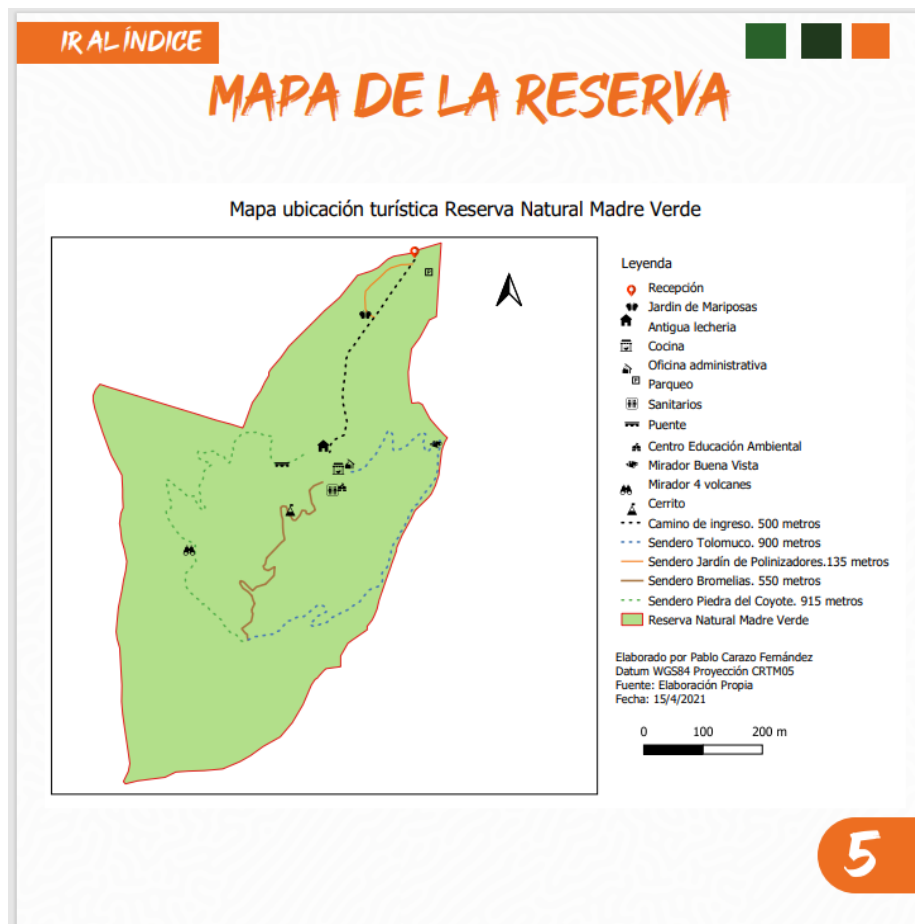 IR AL ÍNDICE
MAPA DE LA RESERVA
Mapa ubicación turística Reserva Natural Madre Verde
Leyenda
Recepción
Jardin de Mariposas
Antigua lecheria
Cocina
Oficina administrativa
P Parqueo
Sanitarios
Puente
Centro Educación Ambiental
Mirador Buena Vista
Mirador 4 volcanes
Cerrito
Camino de ingreso. 500 metros
Sendero Tolomuco. 900 metros
Sendero Jardín de Polinizadores.135 metros
Sendero Bromelias. 550 metros
Sendero Piedra del Coyote. 915 metros
Reserva Natural Madre Verde
Elaborado por Pablo Carazo Fernández
Datum WGS84 Proyección CRTM05
Fuente: Elaboración Propia
Fecha: 15/4/2021
0 100 200 m
P
5